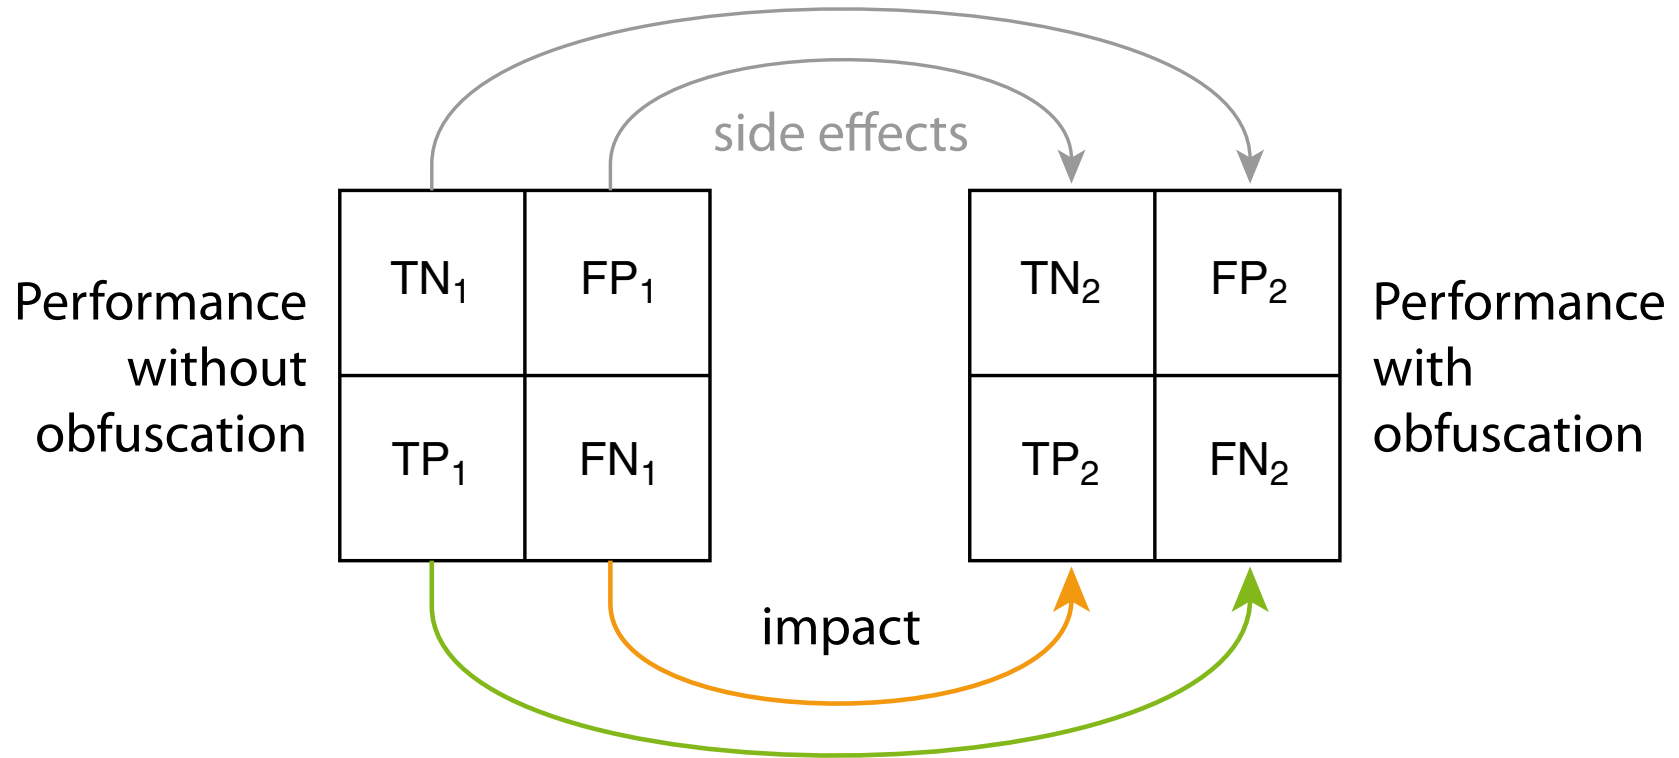 side effects
Performance
without
obfuscation
TN₁ FP₁
TP₁ FN₁
TN₂ FP₂
TP₂ FN₂
Performance
with
obfuscation
impact